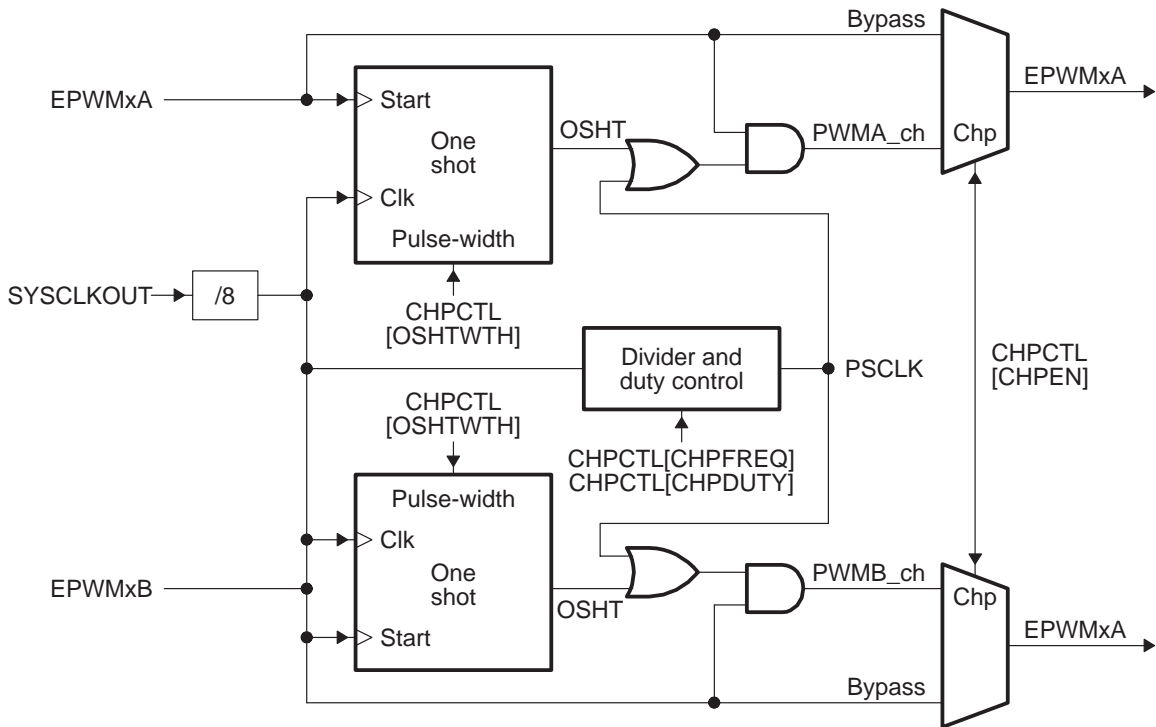 Bypass
EPWMxA
Start
One
shot
Clk
Pulse-width
OSHT
PWMA_ch
Chp
EPWMxA
SYSCLKOUT
/8
CHPCTL
[OSHTWTH]
Divider and
duty control
PSCLK
CHPCTL
[CHPEN]
CHPCTL
[OSHTWTH]
CHPCTL[CHPFREQ]
CHPCTL[CHPDUTY]
Pulse-width
Clk
One
shot
Start
EPWMxB
OSHT
PWMB_ch
Chp
EPWMxA
Bypass